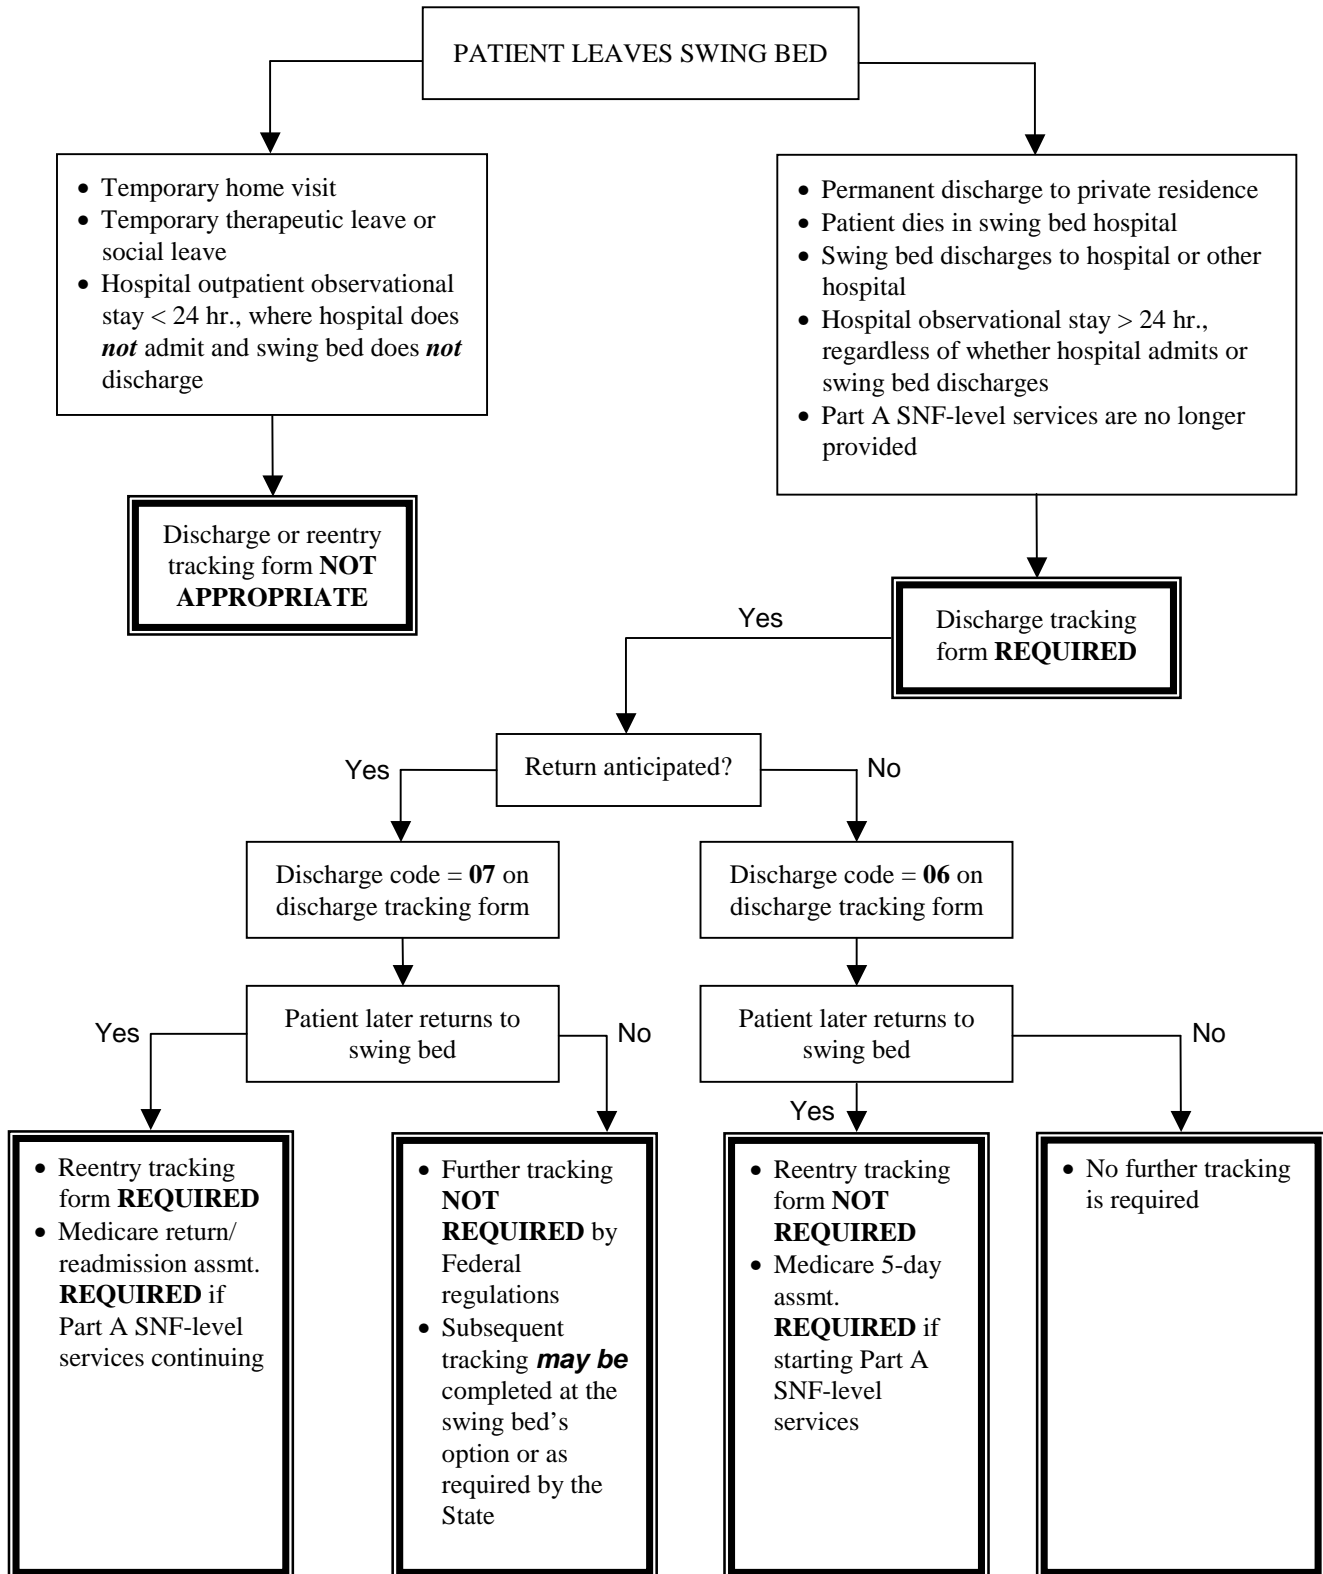 PATIENT LEAVES SWING BED
• Temporary home visit
• Temporary therapeutic leave or
social leave
• Hospital outpatient observational
stay < 24 hr., where hospital does
not admit and swing bed does not
discharge
• Permanent discharge to private residence
• Patient dies in swing bed hospital
• Swing bed discharges to hospital or other
hospital
• Hospital observational stay > 24 hr.,
regardless of whether hospital admits or
swing bed discharges
• Part A SNF-level services are no longer
provided
Discharge or reentry
tracking form NOT
APPROPRIATE
Yes
Discharge tracking
form REQUIRED
Yes
Return anticipated?
No
Discharge code = 07 on
discharge tracking form
Discharge code = 06 on
discharge tracking form
Yes
Patient later returns to
swing bed
No
Patient later returns to
swing bed
No
Yes
• Reentry tracking
form REQUIRED
• Medicare return/
readmission assmt.
REQUIRED if
Part A SNF-level
services continuing
• Further tracking
NOT
REQUIRED by
Federal
regulations
• Subsequent
tracking may be
completed at the
swing bed’s
option or as
required by the
State
• Reentry tracking
form NOT
REQUIRED
• Medicare 5-day
assmt.
REQUIRED if
starting Part A
SNF-level
services
• No further tracking
is required